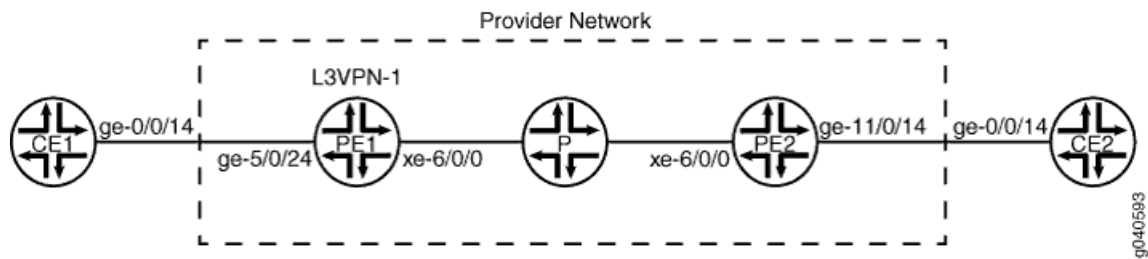 Provider Network
L3VPN-1
CE1
ge-0/0/14
ge-5/0/24
PE1
xe-6/0/0
P
xe-6/0/0
PE2
ge-11/0/14
ge-0/0/14
CE2
g040593